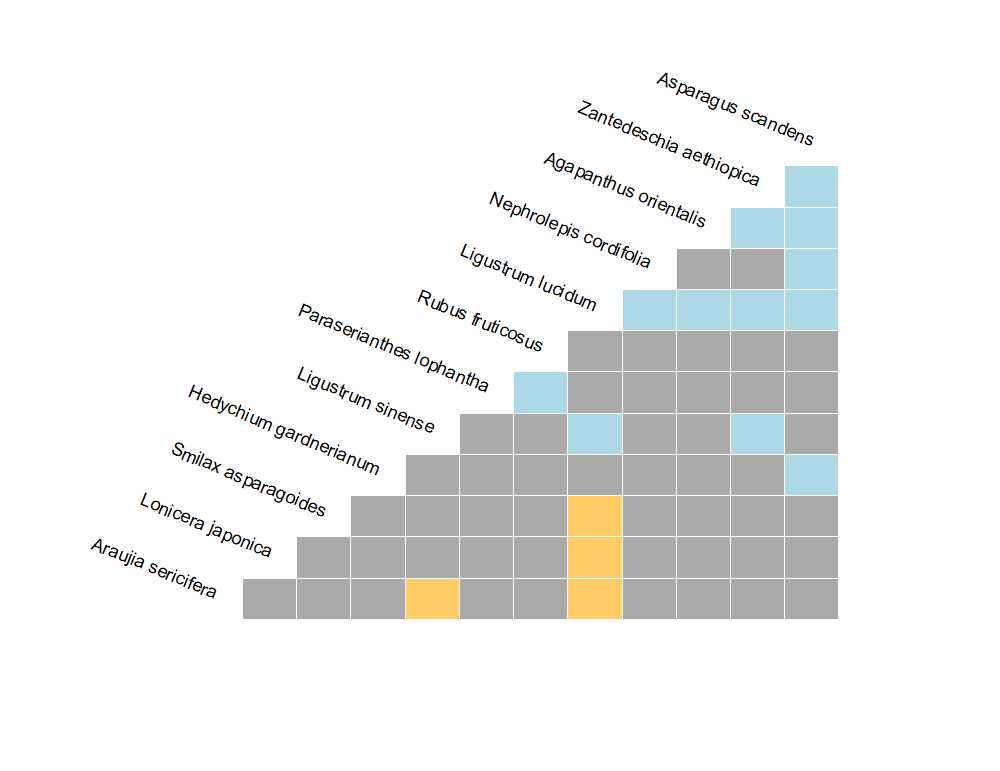 Asparagus scandens
Zantedeschia aethiopica
Agapanthus orientalis
Nephrolepis cordifolia
Ligustrum lucidum
Rubus fruticosus
Paraserianthes lophantha
Ligustrum sinense
Hedychium gardnerianum
Smilax asparagoides
Lonicera japonica
Araujia sericifera